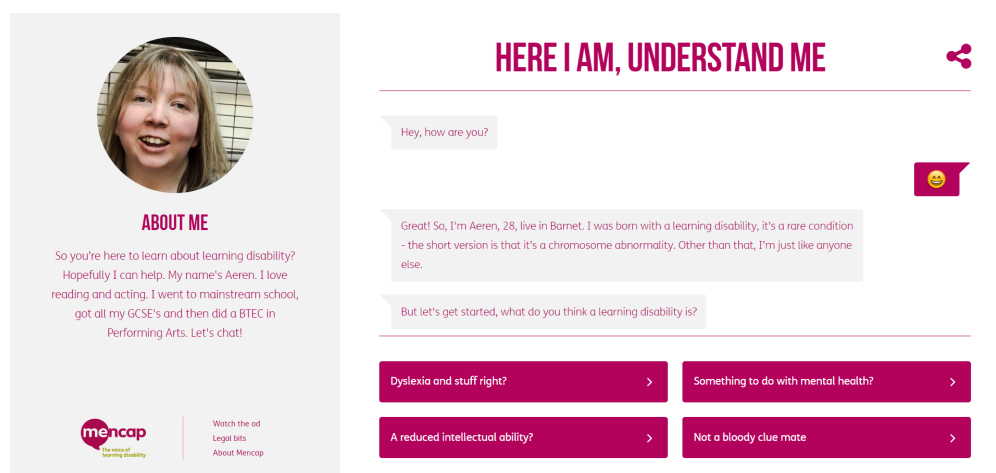 HERE I AM, UNDERSTAND ME
Hey, how are you?
Great! So, I'm Aeren, 28, live in Barnet. I was born with a learning disability, it's a rare condition
- the short version is that it's a chromosome abnormality. Other than that, I'm just like anyone
else.
But let's get started, what do you think a learning disability is?
Dyslexia and stuff right?
Something to do with mental health?
A reduced intellectual ability?
Not a bloody clue mate
ABOUT ME
So you're here to learn about learning disability?
Hopefully I can help. My name's Aeren. I love
reading and acting. I went to mainstream school,
got all my GCSE's and then did a BTEC in
Performing Arts. Let's chat!
mencap
The voice of
learning disability
Watch the ad
Legal bits
About Mencap